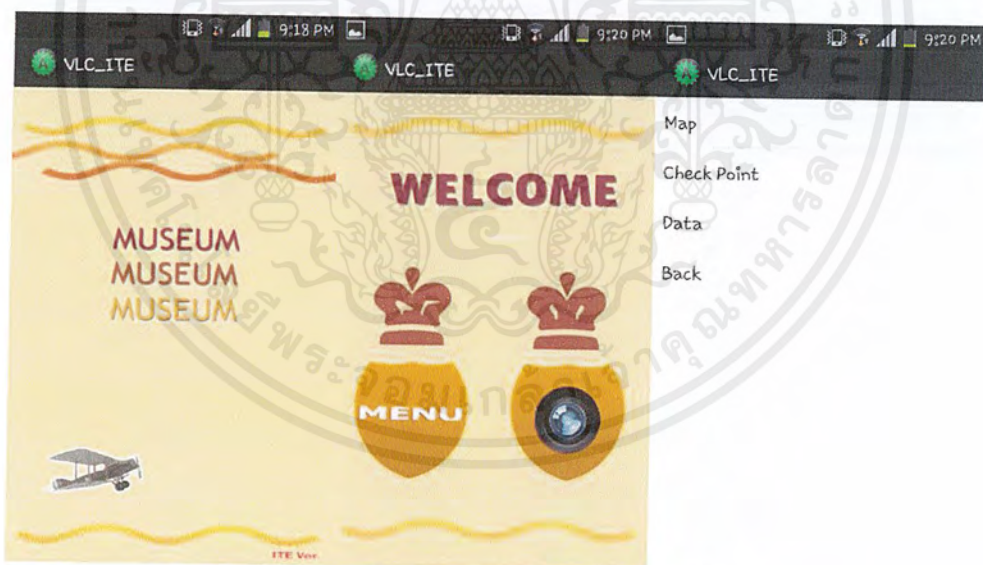 9:18 PM
VLC_ITE
MUSEUM
MUSEUM
MUSEUM
ITE Ver.
9:20 PM
VLC_ITE
WELCOME
MENU
9:20 PM
VLC_ITE
Map
Check Point
Data
Back